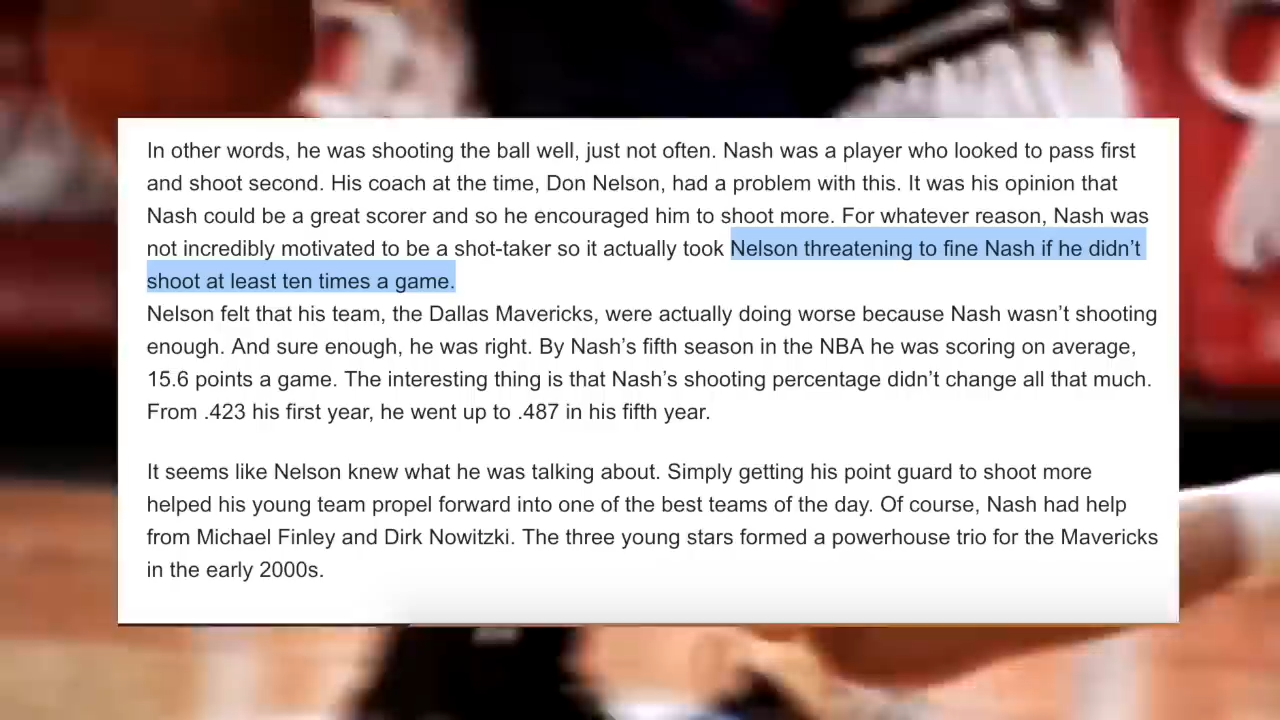 In other words, he was shooting the ball well, just not often. Nash was a player who looked to pass first
and shoot second. His coach at the time, Don Nelson, had a problem with this. It was his opinion that
Nash could be a great scorer and so he encouraged him to shoot more. For whatever reason, Nash was
not incredibly motivated to be a shot-taker so it actually took Nelson threatening to fine Nash if he didn’t
shoot at least ten times a game.
Nelson felt that his team, the Dallas Mavericks, were actually doing worse because Nash wasn’t shooting
enough. And sure enough, he was right. By Nash’s fifth season in the NBA he was scoring on average,
15.6 points a game. The interesting thing is that Nash’s shooting percentage didn’t change all that much.
From .423 his first year, he went up to .487 in his fifth year.
It seems like Nelson knew what he was talking about. Simply getting his point guard to shoot more
helped his young team propel forward into one of the best teams of the day. Of course, Nash had help
from Michael Finley and Dirk Nowitzki. The three young stars formed a powerhouse trio for the Mavericks
in the early 2000s.